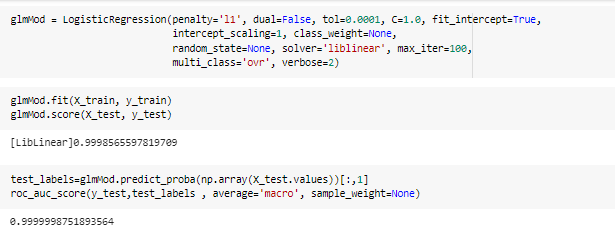 glmMod = LogisticRegression(penalty='l1', dual=False, tol=0.0001, C=1.0, fit_intercept=True,
intercept_scaling=1, class_weight=None,
random_state=None, solver='liblinear', max_iter=100,
multi_class='ovr', verbose=2)
glmMod.fit(X_train, y_train)
glmMod.score(X_test, y_test)
[LibLinear]0.9998565597819709
test_labels=glmMod.predict_proba(np.array(X_test.values))[:,1]
roc_auc_score(y_test,test_labels , average='macro', sample_weight=None)
0.9999998751893564